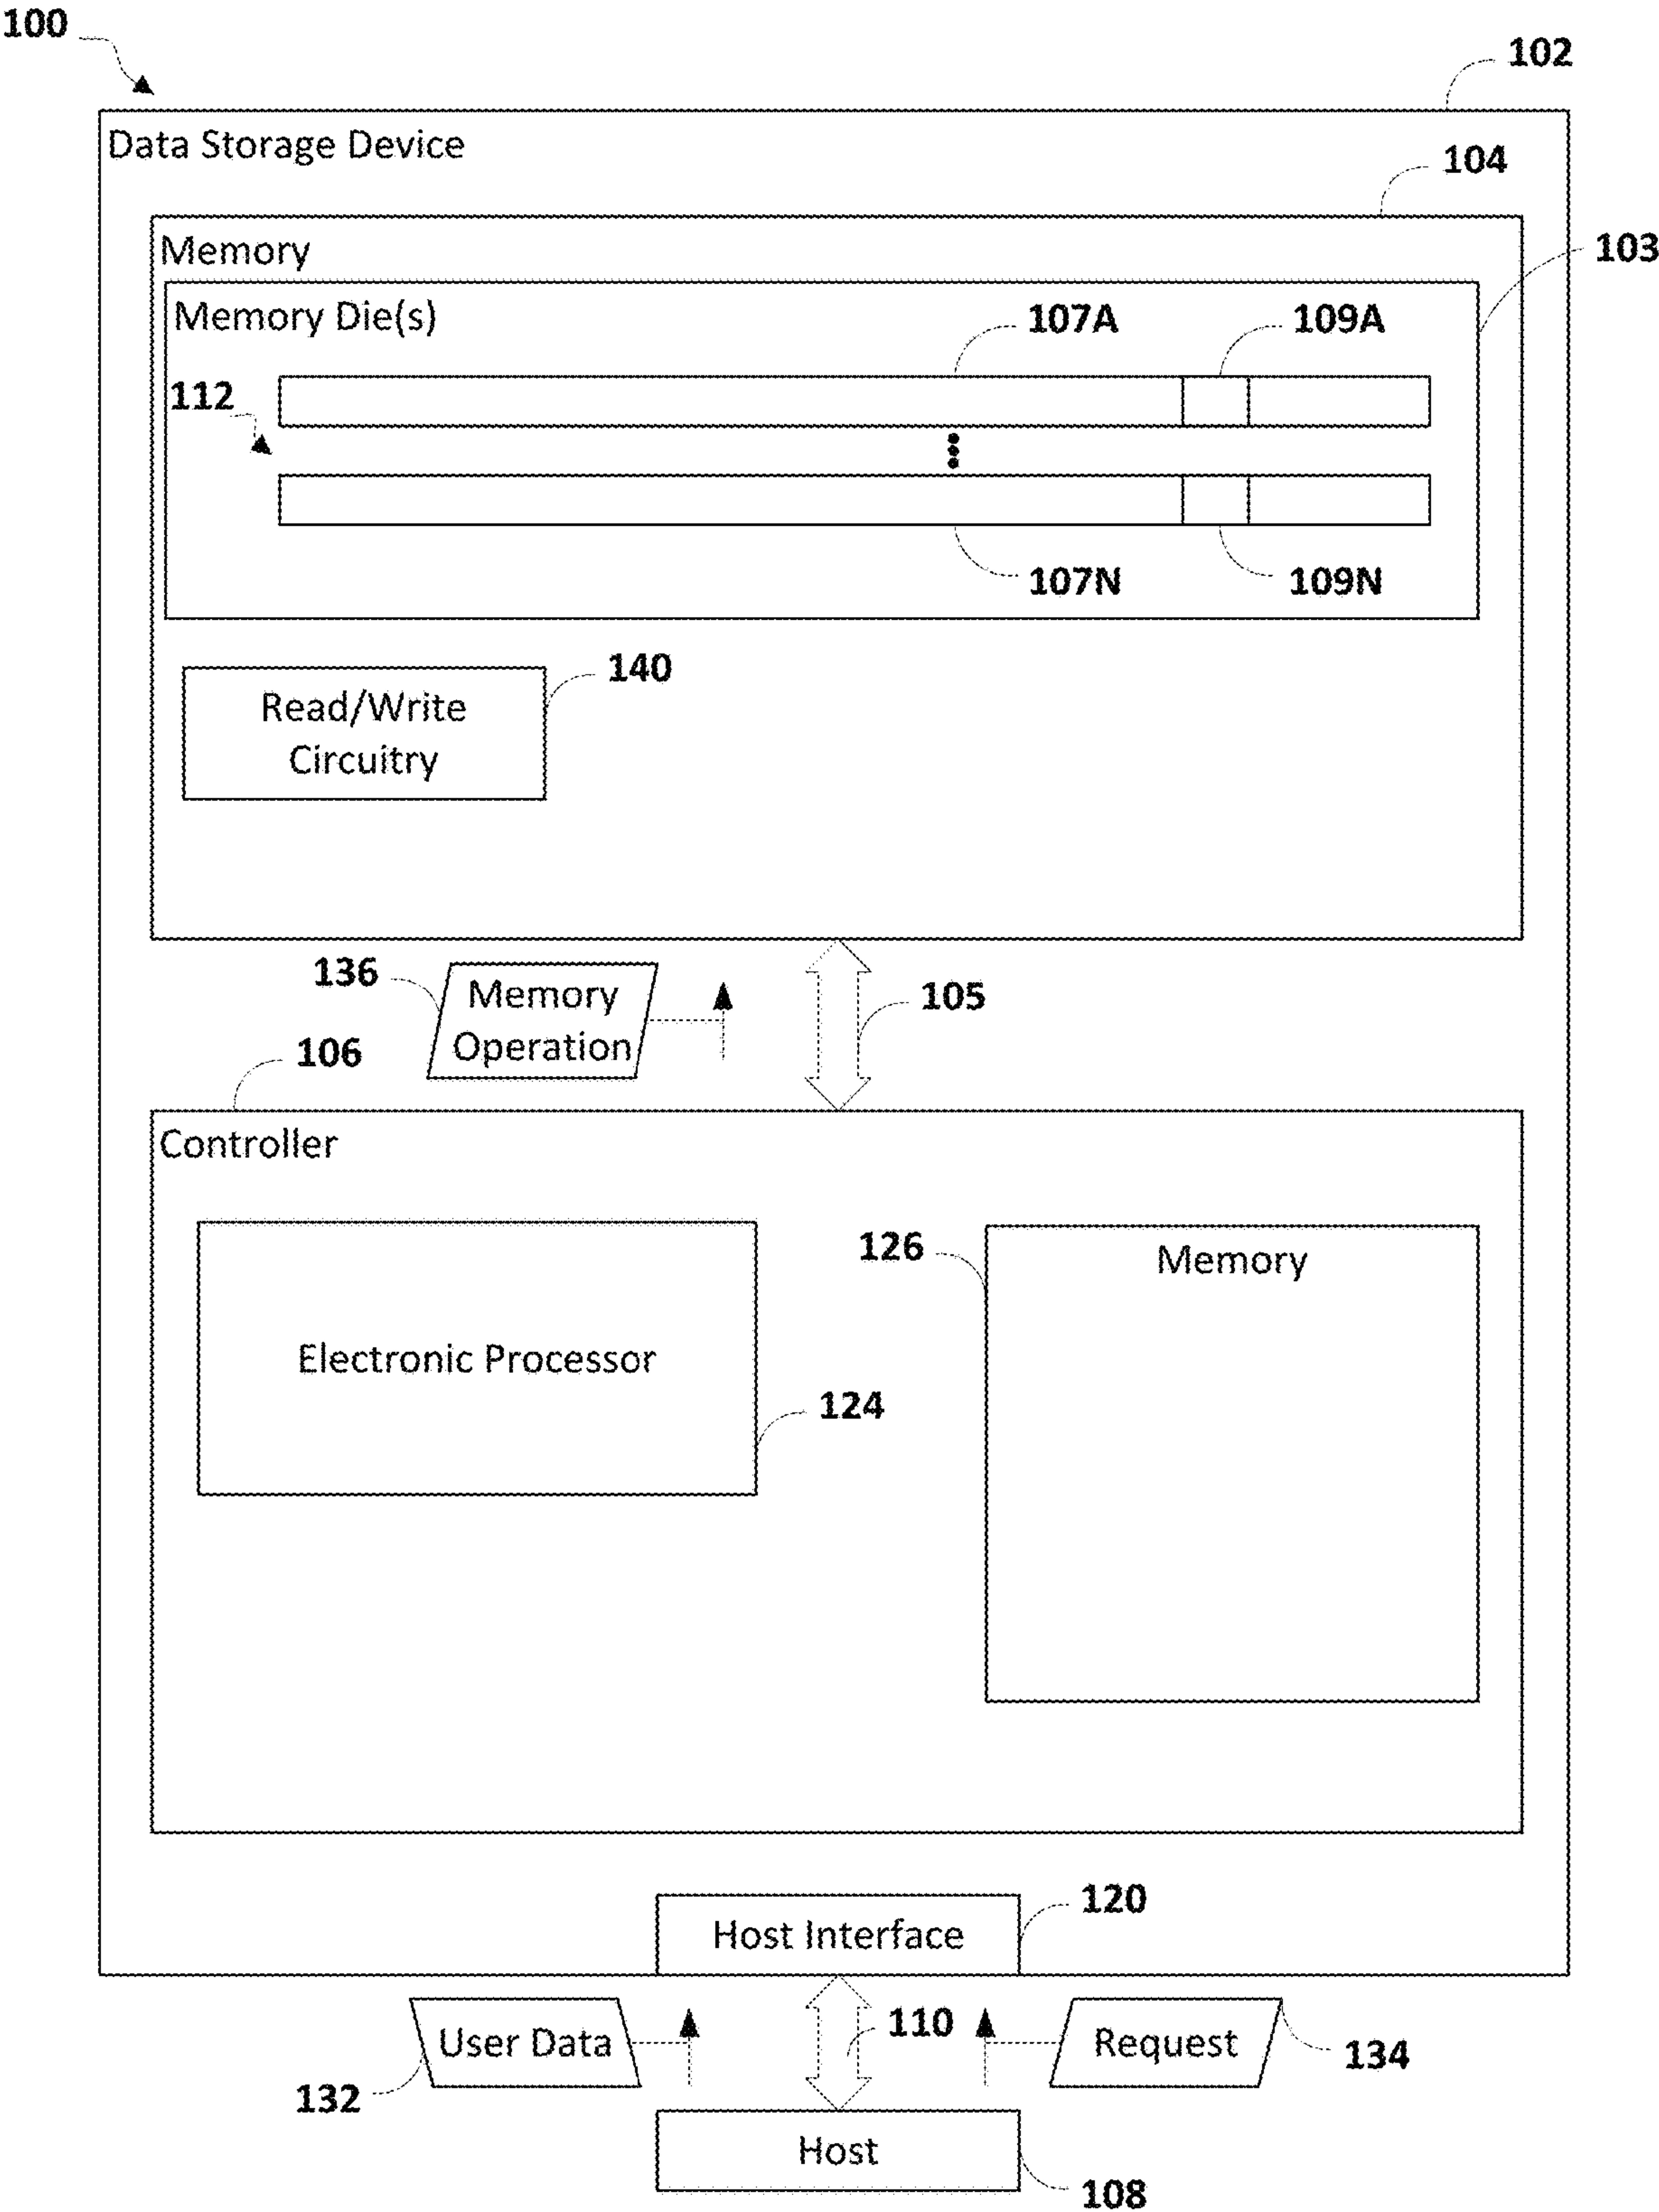 100
102
Data Storage Device
104
Memory
103
Memory Die(s)
107A
109A
112
107N
109N
140
Read/Write
Circuitry
136
Memory
Operation
105
106
Controller
126
Memory
Electronic Processor
124
120
Host Interface
User Data
110
Request
134
132
Host
108